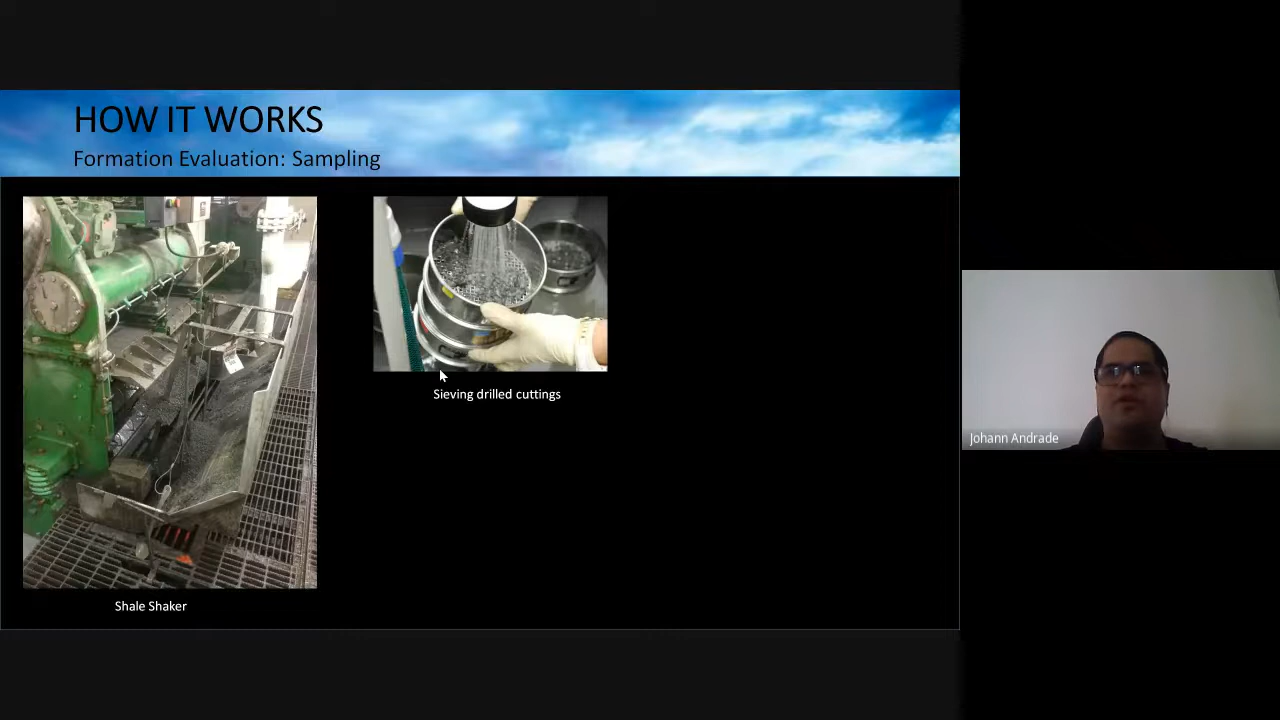 HOW IT WORKS
Formation Evaluation: Sampling
Sieving drilled cuttings
Johann Andrade
Shale Shaker